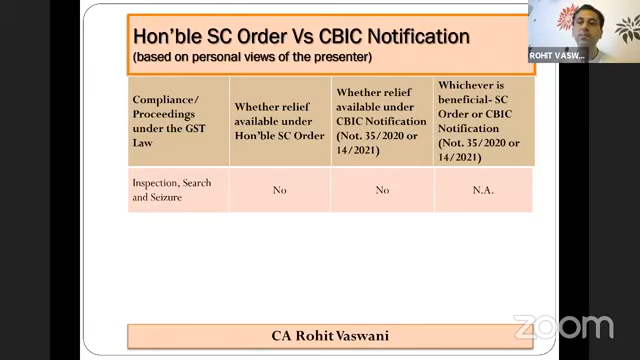 Hon'ble SC Order Vs CBIC Notification
(based on personal views of the presenter)
ROHIT VASW...
Compliance/
Proceedings
under the GST
Law
Whether relief
available under
Hon'ble SC Order
Whether relief
available under
CBIC Notification
(Not. 35/2020 or
14/2021)
Whichever is
beneficial- SC
Order or CBIC
Notification
(Not. 35/2020 or
14/2021)
Inspection, Search
and Seizure
No
No
N.A.
CA Rohit Vaswani
zoom